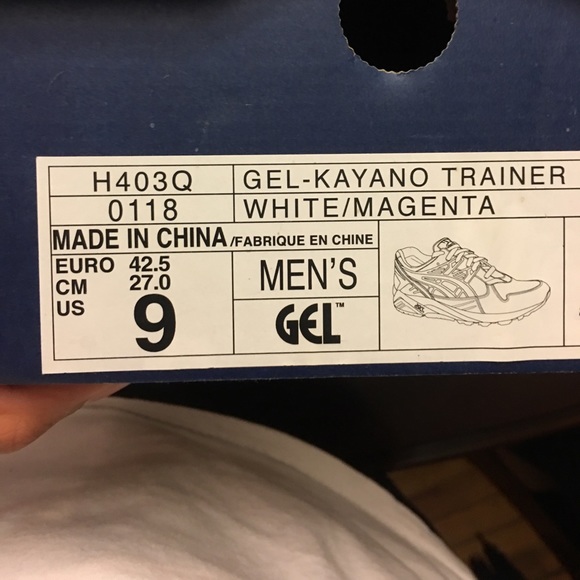 H403Q GEL-KAYANO TRAINER
0118 WHITE/MAGENTA
MADE IN CHINA/FABRIQUE EN CHINE
EURO 42.5
CM 27.0
US 9
MEN'S
GEL™